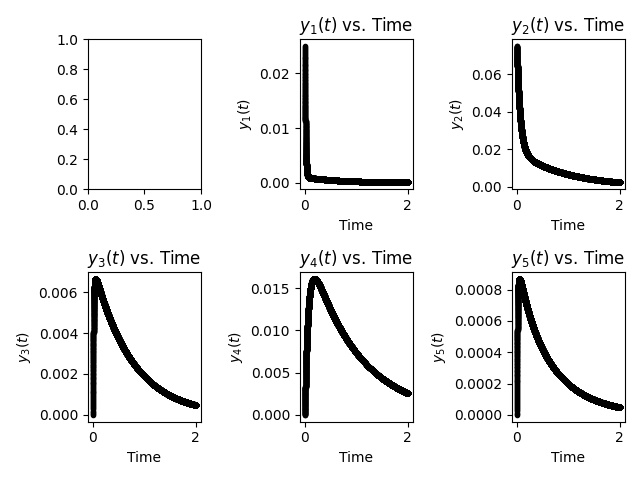 y₁(t) vs. Time
y₂(t) vs. Time
1.0
0.8
0.6
0.4
0.2
0.0
0.0
0.5
1.0
y₁(t)
0.02
0.01
0.00
0
2
Time
y₂(t)
0.06
0.04
0.02
0.00
0
2
Time
y₃(t) vs. Time
y₄(t) vs. Time
y₅(t) vs. Time
y₃(t)
0.006
0.004
0.002
0.000
0
2
Time
y₄(t)
0.015
0.010
0.005
0.000
0
2
Time
y₅(t)
0.0008
0.0006
0.0004
0.0002
0.0000
0
2
Time